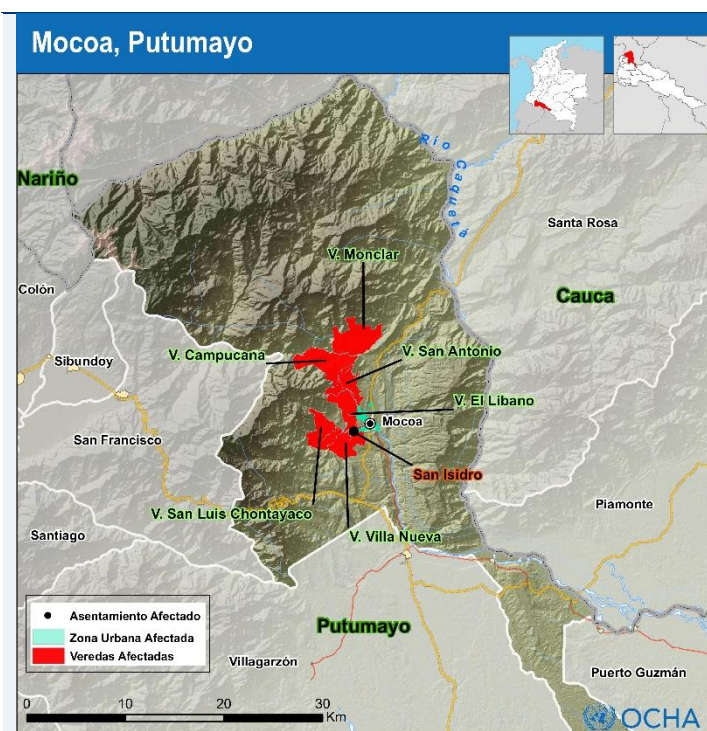 Mocoa, Putumayo
Río Caquetá
Nariño
Santa Rosa
V. Monclar
Colón
Cauca
V. Campucana
V. San Antonio
Sibundoy
V. El Libano
Mocoa
San Francisco
San Isidro
V. San Luis Chontayaco
Piamonte
Santiago
V. Villa Nueva
Asentamiento Afectado
Zona Urbana Afectada
Veredas Afectadas
Putumayo
Villagarzón
Puerto Guzmán
0 10 20 30
Km
OCHA